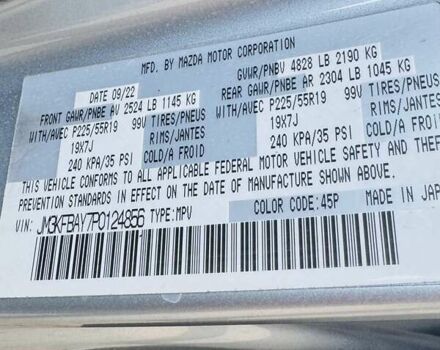 MFD. BY MAZDA MOTOR CORPORATION
DATE 09/22 GVWR/PNBV 4828 LB 2190 KG
FRONT GAWR/PNBE AV 2524 LB 1145 KG REAR GAWR/PNBE AR 2304 LB 1045 KG
WITH/AVEC P225/55R19 99V TIRES/PNEUS WITH/AVEC P225/55R19 99V TIRES/PNEUS
19X7J RIMS/JANTES 19X7J RIMS/JANTES
240 KPA/35 PSI COLD/A FROID 240 KPA/35 PSI COLD/A FROID
THIS VEHICLE CONFORMS TO ALL APPLICABLE FEDERAL MOTOR VEHICLE SAFETY AND THEFT
PREVENTION STANDARDS IN EFFECT ON THE DATE OF MANUFACTURE SHOWN ABOVE.
VIN: JM3KFBAY7P0124856 TYPE:MPV COLOR CODE:45P MADE IN